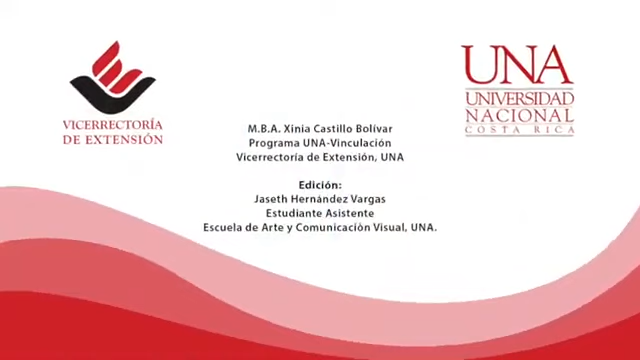 VICERRECTORÍA
DE EXTENSIÓN
UNA
UNIVERSIDAD
NACIONAL
COSTA RICA
M.B.A. Xinia Castillo Bolívar
Programa UNA-Vinculación
Vicerrectoría de Extensión, UNA
Edición:
Jaseth Hernández Vargas
Estudiante Asistente
Escuela de Arte y Comunicaciòn Visual, UNA.